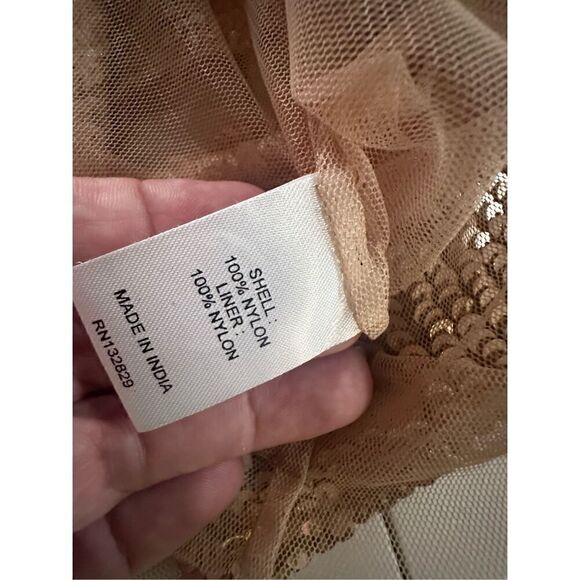 SHELL :
100% NYLON
LINER :
100% NYLON
MADE IN INDIA
RN132829